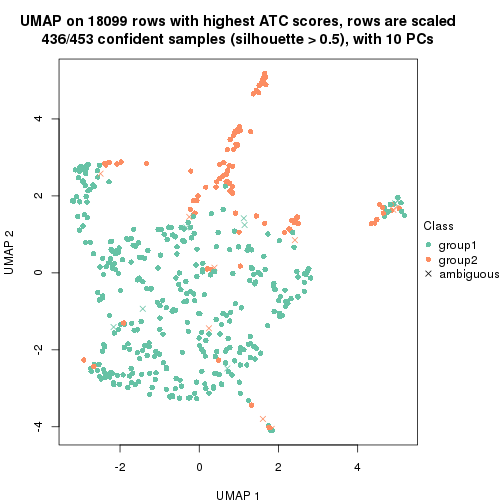 UMAP on 18099 rows with highest ATC scores, rows are scaled
436/453 confident samples (silhouette > 0.5), with 10 PCs
4
2
0
-2
-4
UMAP 2
-2
0
2
4
UMAP 1
Class
group1
group2
ambiguous